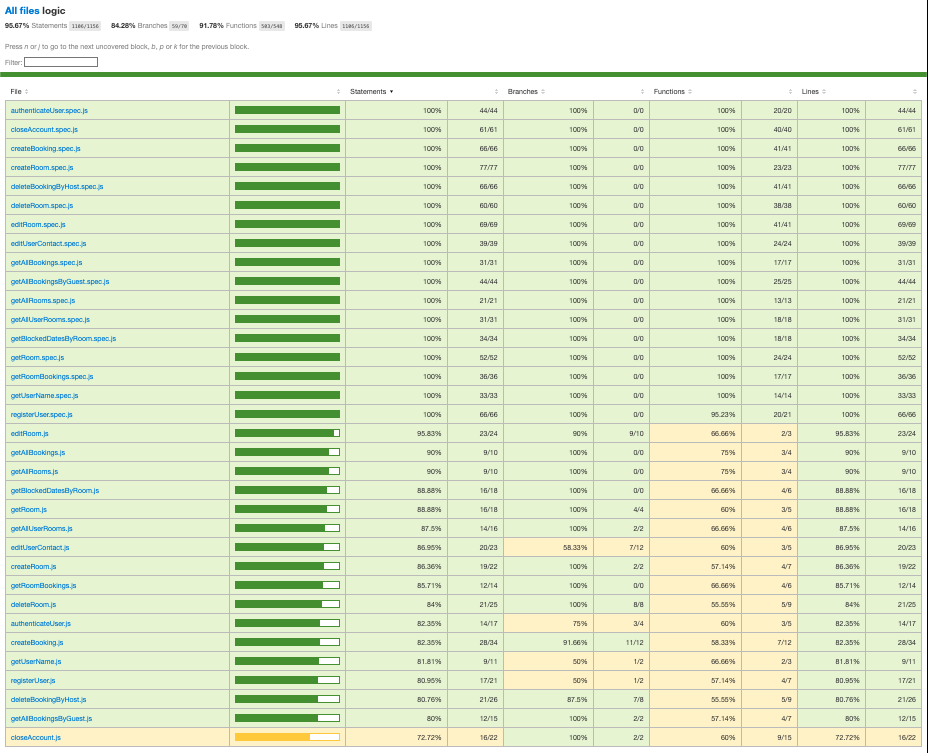 All files logic
95.67% Statements 1106/1156 84.28% Branches 59/70 91.78% Functions 503/548 95.67% Lines 1106/1156
Press n or j to go to the next uncovered block, b, p or k for the previous block.
Filter:
File Statements Branches Functions Lines
authenticateUser.spec.js 100% 44/44 100% 0/0 100% 20/20 100% 44/44
closeAccount.spec.js 100% 61/61 100% 0/0 100% 40/40 100% 61/61
createBooking.spec.js 100% 66/66 100% 0/0 100% 41/41 100% 66/66
createRoom.spec.js 100% 77/77 100% 0/0 100% 23/23 100% 77/77
deleteBookingByHost.spec.js 100% 66/66 100% 0/0 100% 41/41 100% 66/66
deleteRoom.spec.js 100% 60/60 100% 0/0 100% 38/38 100% 60/60
editRoom.spec.js 100% 69/69 100% 0/0 100% 41/41 100% 69/69
editUserContact.spec.js 100% 39/39 100% 0/0 100% 24/24 100% 39/39
getAllBookings.spec.js 100% 31/31 100% 0/0 100% 17/17 100% 31/31
getAllBookingsByGuest.spec.js 100% 44/44 100% 0/0 100% 25/25 100% 44/44
getAllRooms.spec.js 100% 21/21 100% 0/0 100% 13/13 100% 21/21
getAllUserRooms.spec.js 100% 31/31 100% 0/0 100% 18/18 100% 31/31
getBlockedDatesByRoom.spec.js 100% 34/34 100% 0/0 100% 18/18 100% 34/34
getRoom.spec.js 100% 52/52 100% 0/0 100% 24/24 100% 52/52
getRoomBookings.spec.js 100% 36/36 100% 0/0 100% 17/17 100% 36/36
getUserName.spec.js 100% 33/33 100% 0/0 100% 14/14 100% 33/33
registerUser.spec.js 100% 66/66 100% 0/0 95.23% 20/21 100% 66/66
editRoom.js 95.83% 23/24 90% 9/10 66.66% 2/3 95.83% 23/24
getAllBookings.js 90% 9/10 100% 0/0 75% 3/4 90% 9/10
getAllRooms.js 90% 9/10 100% 0/0 75% 3/4 90% 9/10
getBlockedDatesByRoom.js 88.88% 16/18 100% 0/0 66.66% 4/6 88.88% 16/18
getRoom.js 88.88% 16/18 100% 4/4 60% 3/5 88.88% 16/18
getAllUserRooms.js 87.5% 14/16 100% 2/2 66.66% 4/6 87.5% 14/16
editUserContact.js 86.95% 20/23 58.33% 7/12 60% 3/5 86.95% 20/23
createRoom.js 86.36% 19/22 100% 2/2 57.14% 4/7 86.36% 19/22
getRoomBookings.js 85.71% 12/14 100% 0/0 66.66% 4/6 85.71% 12/14
deleteRoom.js 84% 21/25 100% 8/8 55.55% 5/9 84% 21/25
authenticateUser.js 82.35% 14/17 75% 3/4 60% 3/5 82.35% 14/17
createBooking.js 82.35% 28/34 91.66% 11/12 58.33% 7/12 82.35% 28/34
getUserName.js 81.81% 9/11 50% 1/2 66.66% 2/3 81.81% 9/11
registerUser.js 80.95% 17/21 50% 1/2 57.14% 4/7 80.95% 17/21
deleteBookingByHost.js 80.76% 21/26 87.5% 7/8 55.55% 5/9 80.76% 21/26
getAllBookingsByGuest.js 80% 12/15 100% 2/2 57.14% 4/7 80% 12/15
closeAccount.js 72.72% 16/22 100% 2/2 60% 9/15 72.72% 16/22